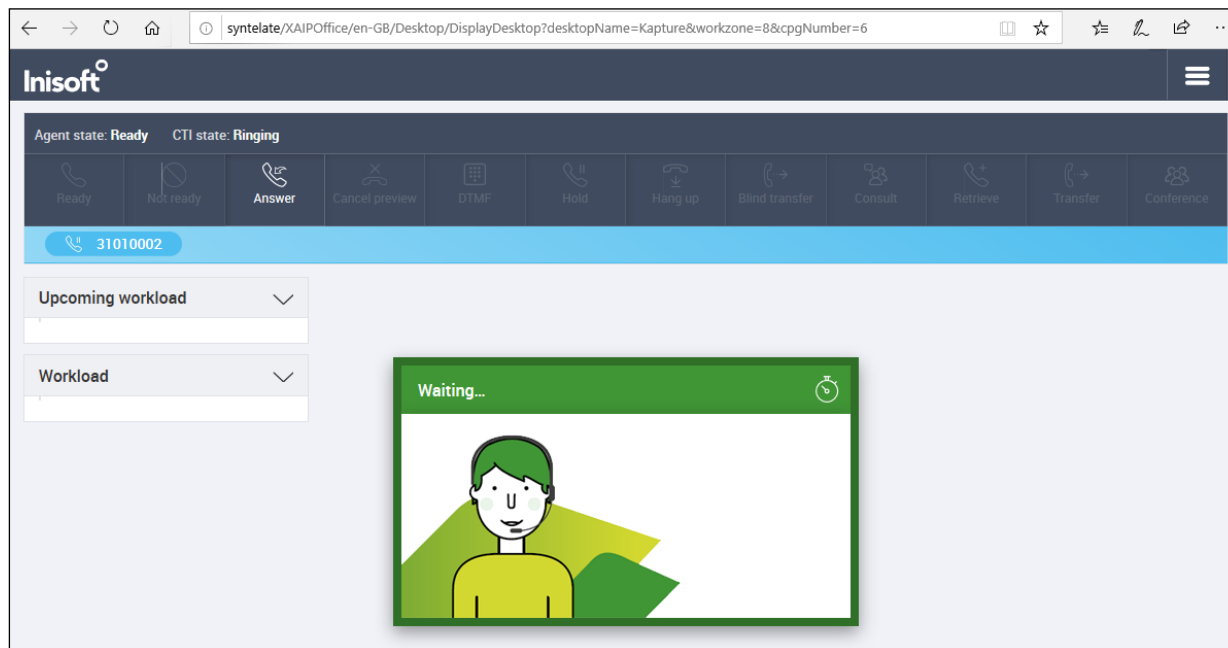 syntelate/XAIPOffice/en-GB/Desktop/DisplayDesktop?desktopName=Kapture&workzone=8&cpgNumber=6
Inisoft
Agent state: Ready CTI state: Ringing
Ready Not ready Answer Cancel preview DTMF Hold Hang up Blind transfer Consult Retrieve Transfer Conference
31010002
Upcoming workload
Workload
Waiting...